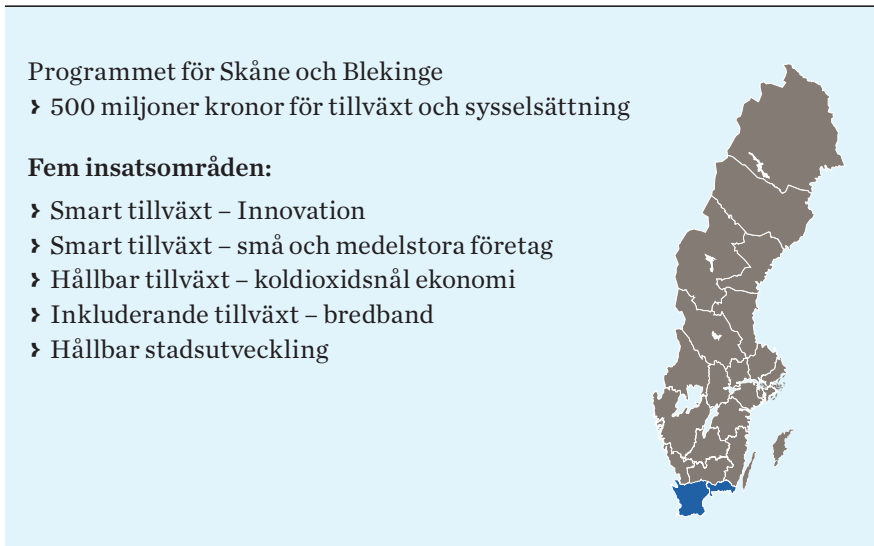 Programmet för Skåne och Blekinge
› 500 miljoner kronor för tillväxt och sysselsättning
Fem insatsområden:
› Smart tillväxt – Innovation
› Smart tillväxt – små och medelstora företag
› Hållbar tillväxt – koldioxidsnål ekonomi
› Inkluderande tillväxt – bredband
› Hållbar stadsutveckling